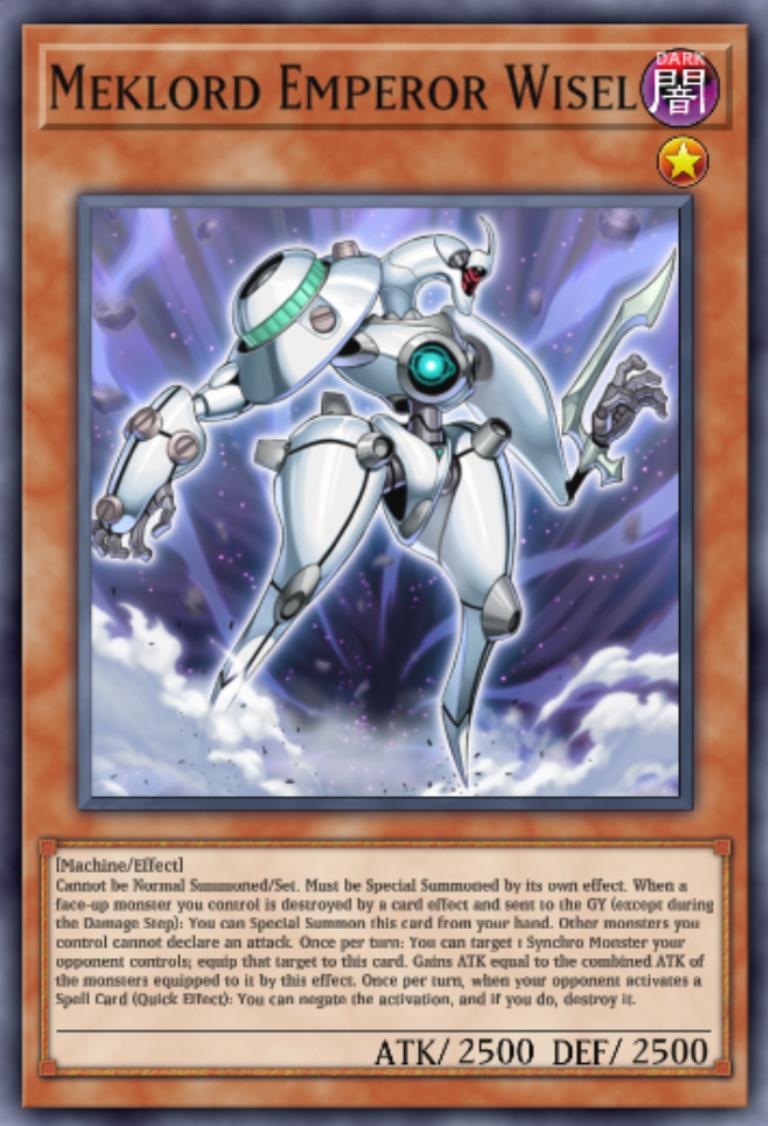 MEKLORD EMPEROR WISEL
DARK
闇
[Machine/Effect]
Cannot be Normal Summoned/Set. Must be Special Summoned by its own effect. When a
face-up monster you control is destroyed by a card effect and sent to the GY (except during
the Damage Step): You can Special Summon this card from your hand. Other monsters you
control cannot declare an attack. Once per turn: You can target 1 Synchro Monster your
opponent controls; equip that target to this card. Gains ATK equal to the combined ATK of
the monsters equipped to it by this effect. Once per turn, when your opponent activates a
Spell Card (Quick Effect): You can negate the activation, and if you do, destroy it.
ATK/ 2500 DEF/ 2500